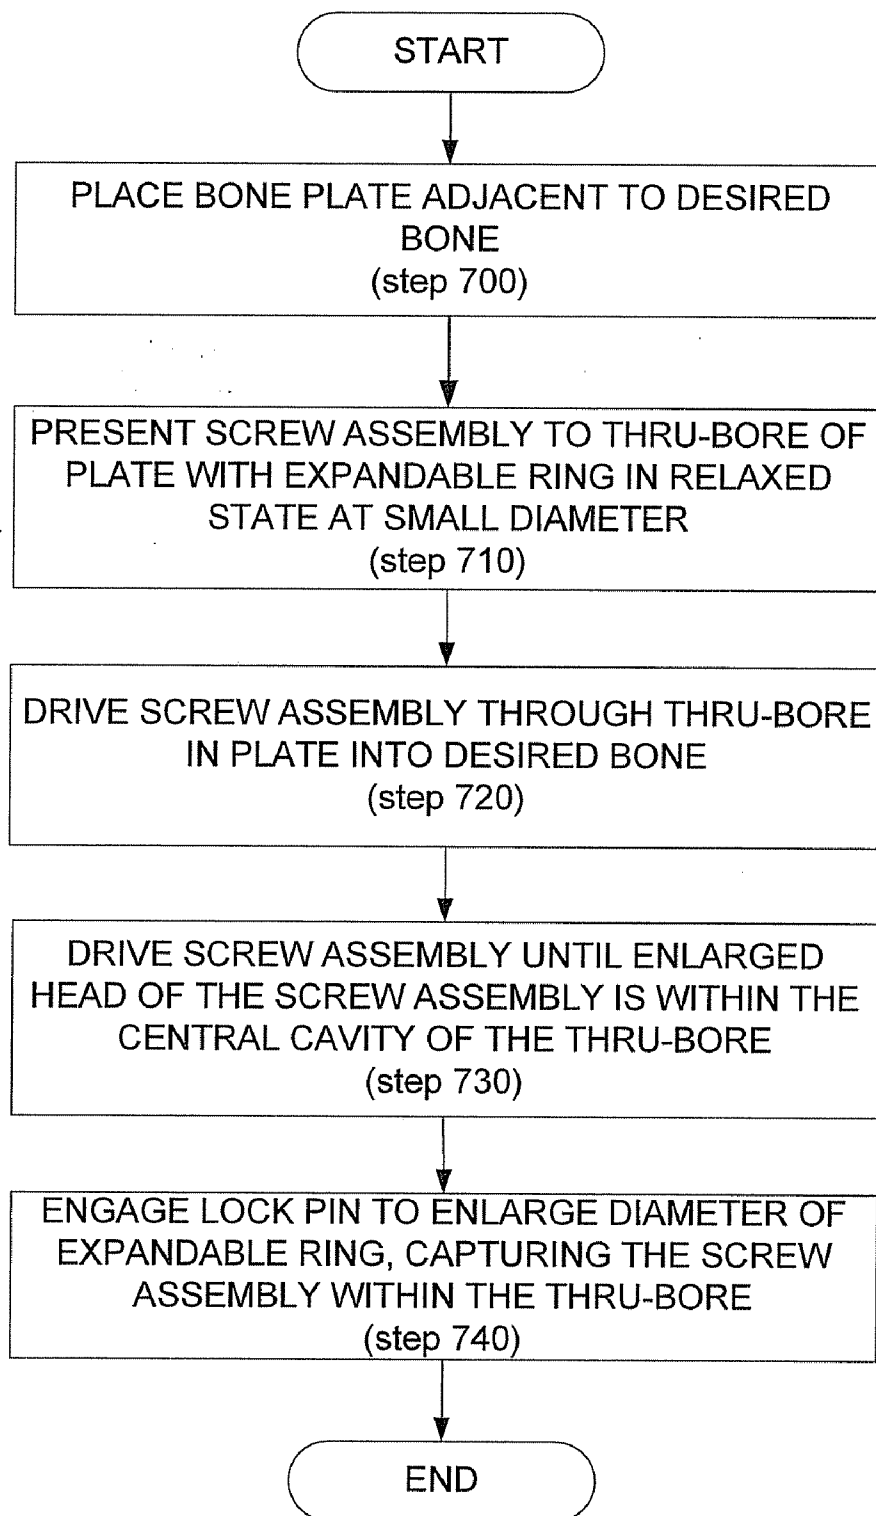 START
PLACE BONE PLATE ADJACENT TO DESIRED
BONE
(step 700)
PRESENT SCREW ASSEMBLY TO THRU-BORE OF
PLATE WITH EXPANDABLE RING IN RELAXED
STATE AT SMALL DIAMETER
(step 710)
DRIVE SCREW ASSEMBLY THROUGH THRU-BORE
IN PLATE INTO DESIRED BONE
(step 720)
DRIVE SCREW ASSEMBLY UNTIL ENLARGED
HEAD OF THE SCREW ASSEMBLY IS WITHIN THE
CENTRAL CAVITY OF THE THRU-BORE
(step 730)
ENGAGE LOCK PIN TO ENLARGE DIAMETER OF
EXPANDABLE RING, CAPTURING THE SCREW
ASSEMBLY WITHIN THE THRU-BORE
(step 740)
END